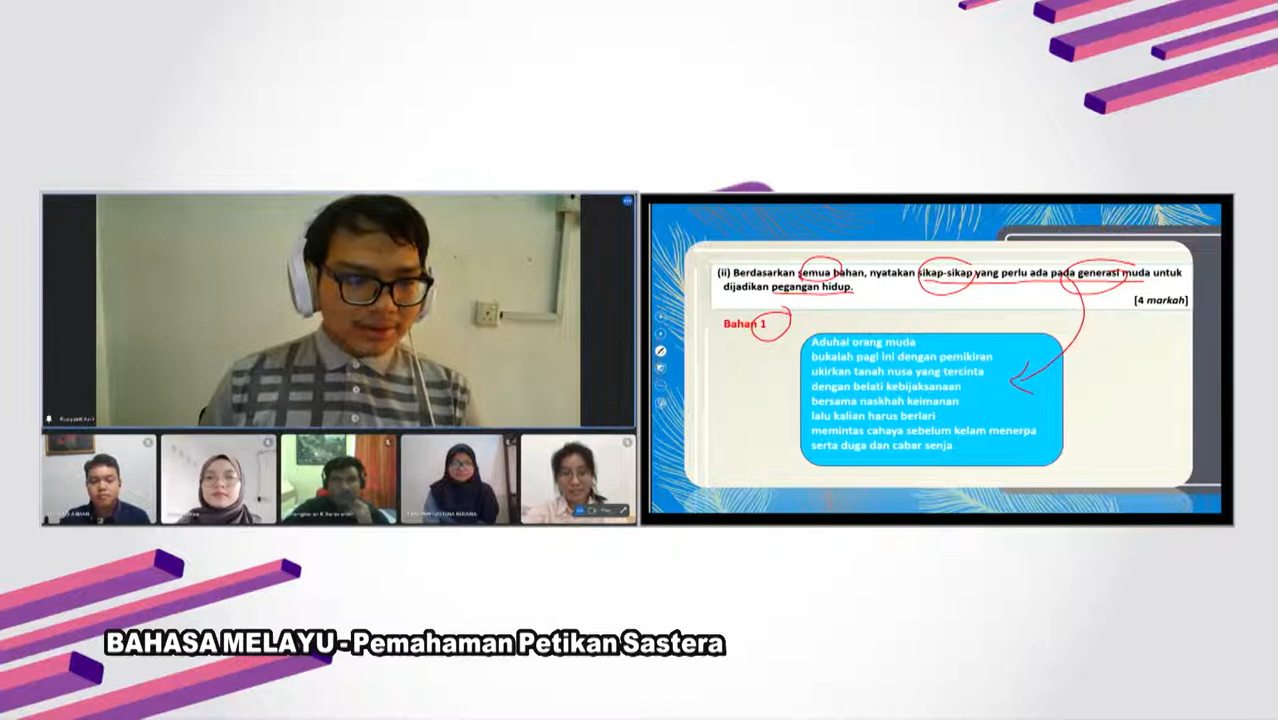 (ii) Berdasarkan semua bahan, nyatakan sikap-sikap yang perlu ada pada generasi muda untuk
dijadikan pegangan hidup.
[4 markah]
Bahan 1
Aduhai orang muda
bukalah pagi ini dengan pemikiran
ukirkan tanah nusa yang tercinta
dengan belati kebijaksanaan
bersama naskhah keimanan
lalu kalian harus berlari
memintas cahaya sebelum kelam menerpa
serta duga dan cabar senja
BAHASA MELAYU - Pemahaman Petikan Sastera